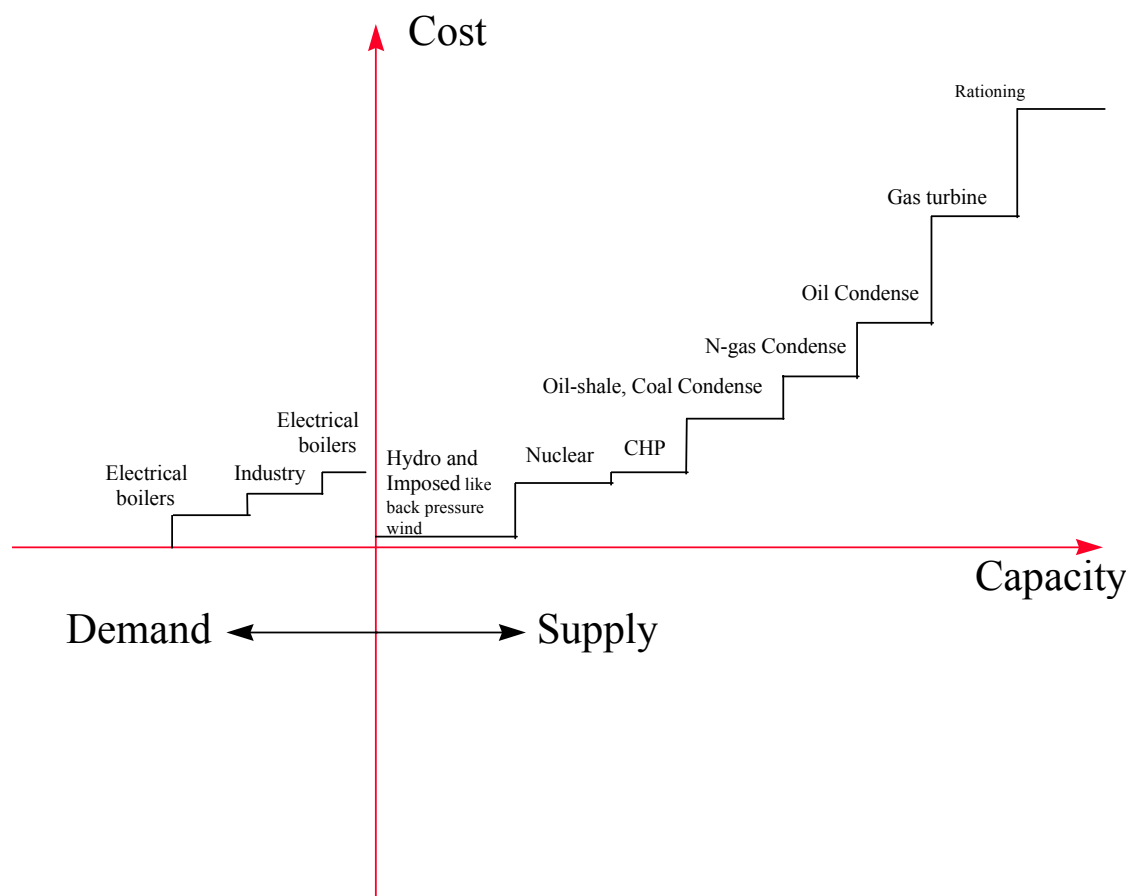 Cost
Rationing
Gas turbine
Oil Condense
N-gas Condense
Oil-shale, Coal Condense
Electrical
boilers
Nuclear
CHP
Hydro and
Imposed like
back pressure
wind
Electrical
boilers
Industry
Capacity
Demand
Supply